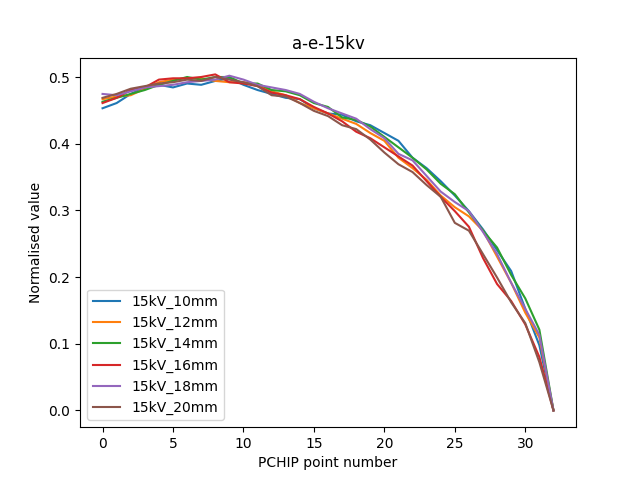 a-e-15kv
Normalised value
0.5
0.4
0.3
0.2
0.1
0.0
15kV_10mm
15kV_12mm
15kV_14mm
15kV_16mm
15kV_18mm
15kV_20mm
0 5 10 15 20 25 30
PCHIP point number